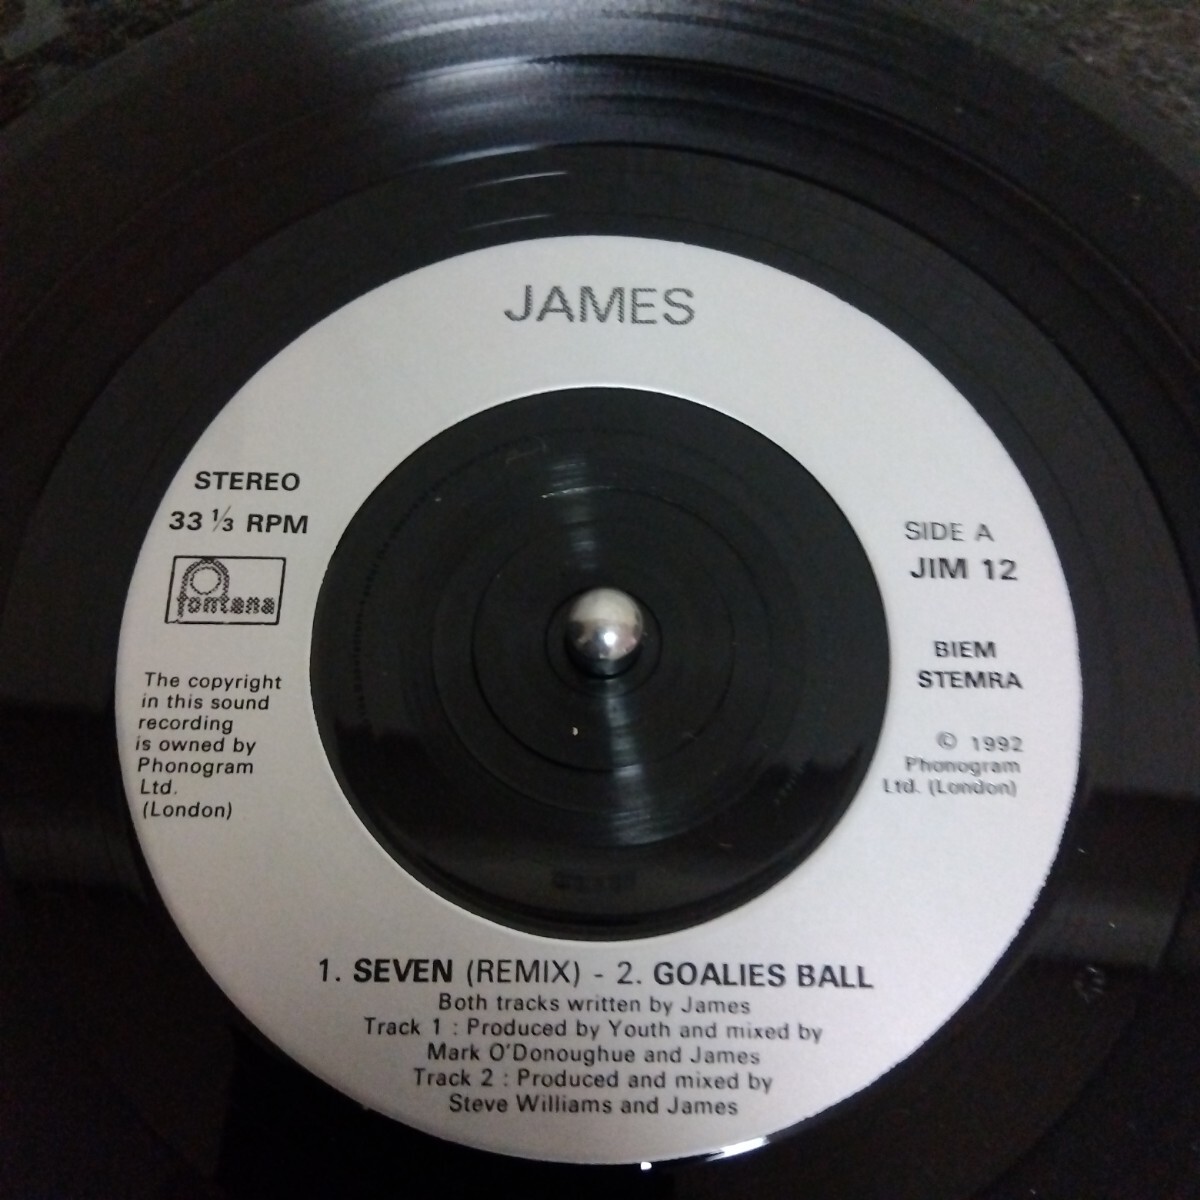 JAMES
STEREO
33 1/3 RPM
fontana
The copyright
in this sound
recording
is owned by
Phonogram
Ltd.
(London)
SIDE A
JIM 12
BIEM
STEMRA
© 1992
Phonogram
Ltd. (London)
1. SEVEN (REMIX) - 2. GOALIES BALL
Both tracks written by James
Track 1 : Produced by Youth and mixed by
Mark O'Donoughue and James
Track 2 : Produced and mixed by
Steve Williams and James